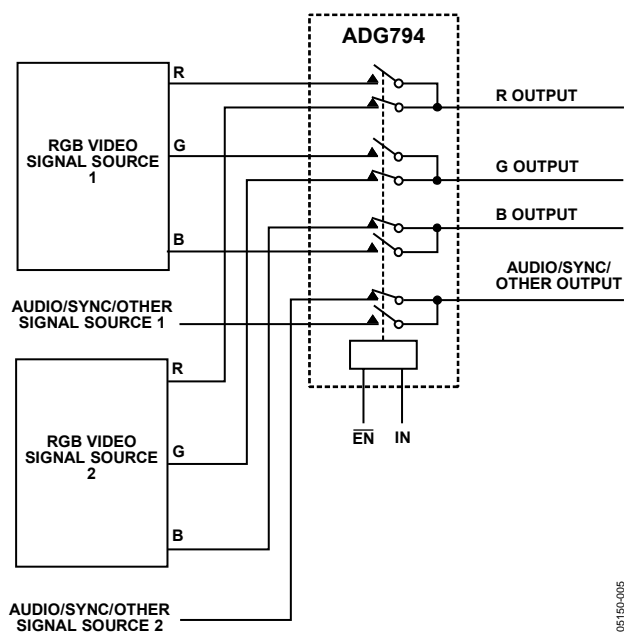 ADG794
R
R OUTPUT
RGB VIDEO
SIGNAL SOURCE
1
G
G OUTPUT
B OUTPUT
B
AUDIO/SYNC/
OTHER OUTPUT
AUDIO/SYNC/OTHER
SIGNAL SOURCE 1
R
EN IN
RGB VIDEO
SIGNAL SOURCE
2
G
B
AUDIO/SYNC/OTHER
SIGNAL SOURCE 2
05150-005